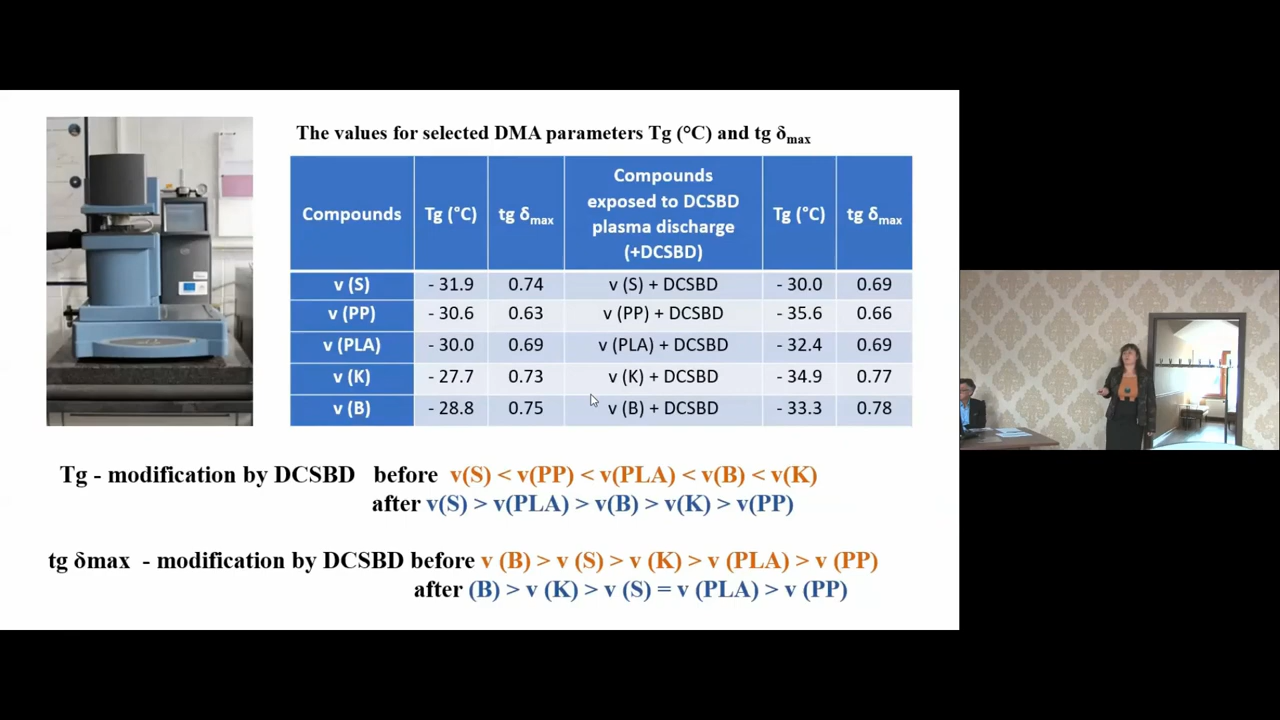 The values for selected DMA parameters Tg (°C) and tg δmax
Compounds Tg (°C) tg δmax Compounds exposed to DCSBD plasma discharge (+DCSBD) Tg (°C) tg δmax
v (S) - 31.9 0.74 v (S) + DCSBD - 30.0 0.69
v (PP) - 30.6 0.63 v (PP) + DCSBD - 35.6 0.66
v (PLA) - 30.0 0.69 v (PLA) + DCSBD - 32.4 0.69
v (K) - 27.7 0.73 v (K) + DCSBD - 34.9 0.77
v (B) - 28.8 0.75 v (B) + DCSBD - 33.3 0.78
Tg - modification by DCSBD before v(S) < v(PP) < v(PLA) < v(B) < v(K)
after v(S) > v(PLA) > v(B) > v(K) > v(PP)
tg δmax - modification by DCSBD before v (B) > v (S) > v (K) > v (PLA) > v (PP)
after (B) > v (K) > v (S) = v (PLA) > v (PP)